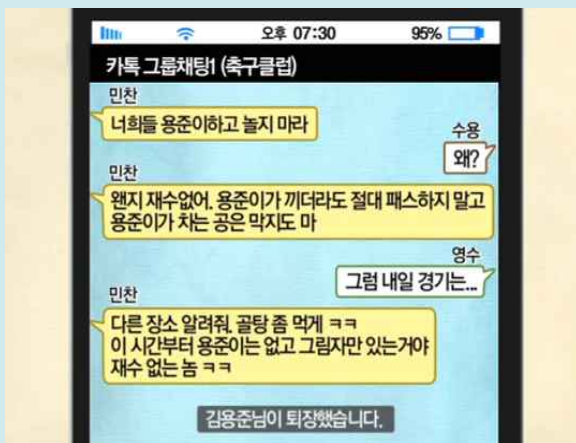 오후 07:30
95%
카톡 그룹채팅1 (축구클럽)
민찬
너희들 용준이하고 놀지 마라
수용
왜?
민찬
왠지 재수없어. 용준이가 끼더라도 절대 패스하지 말고
용준이가 차는 공은 막지도 마
영수
그럼 내일 경기는...
민찬
다른 장소 알려줘. 골탕 좀 먹게 ㅋㅋ
이 시간부터 용준이는 없고 그림자만 있는거야
재수 없는 놈 ㅋㅋ
김용준님이 퇴장했습니다.